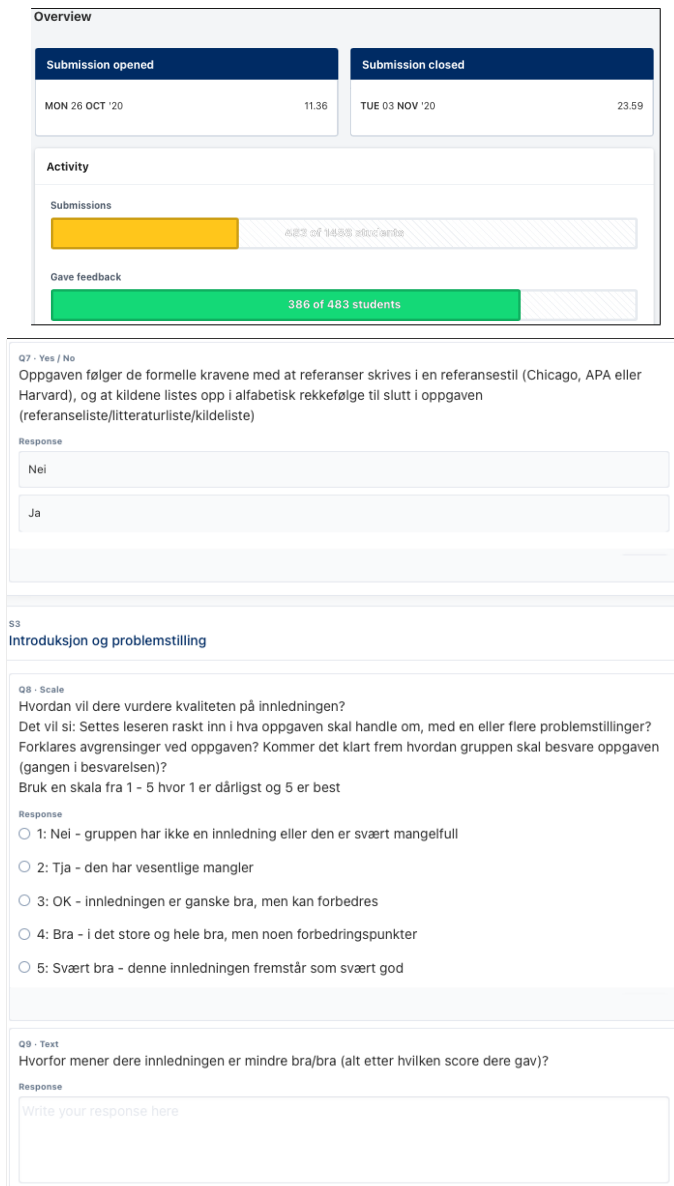 Overview
Submission opened
Submission closed
MON 26 OCT '20 11.36
TUE 03 NOV '20 23.59
Activity
Submissions
Gave feedback
386 of 483 students
Q7 · Yes / No
Oppgaven følger de formelle kravene med at referanser skrives i en referansestil (Chicago, APA eller
Harvard), og at kildene listes opp i alfabetisk rekkefølge til slutt i oppgaven
(referanseliste/litteraturliste/kildeliste)
Response
Nei
Ja
S3
Introduksjon og problemstilling
Q8 · Scale
Hvordan vil dere vurdere kvaliteten på innledningen?
Det vil si: Settes leseren raskt inn i hva oppgaven skal handle om, med en eller flere problemstillinger?
Forklares avgrensinger ved oppgaven? Kommer det klart frem hvordan gruppen skal besvare oppgaven
(gangen i besvarelsen)?
Bruk en skala fra 1 - 5 hvor 1 er dårligst og 5 er best
Response
1: Nei - gruppen har ikke en innledning eller den er svært mangelfull
2: Tja - den har vesentlige mangler
3: OK - innledningen er ganske bra, men kan forbedres
4: Bra - i det store og hele bra, men noen forbedringspunkter
5: Svært bra - denne innledningen fremstår som svært god
Q9 · Text
Hvorfor mener dere innledningen er mindre bra/bra (alt etter hvilken score dere gav)?
Response
Write your response here